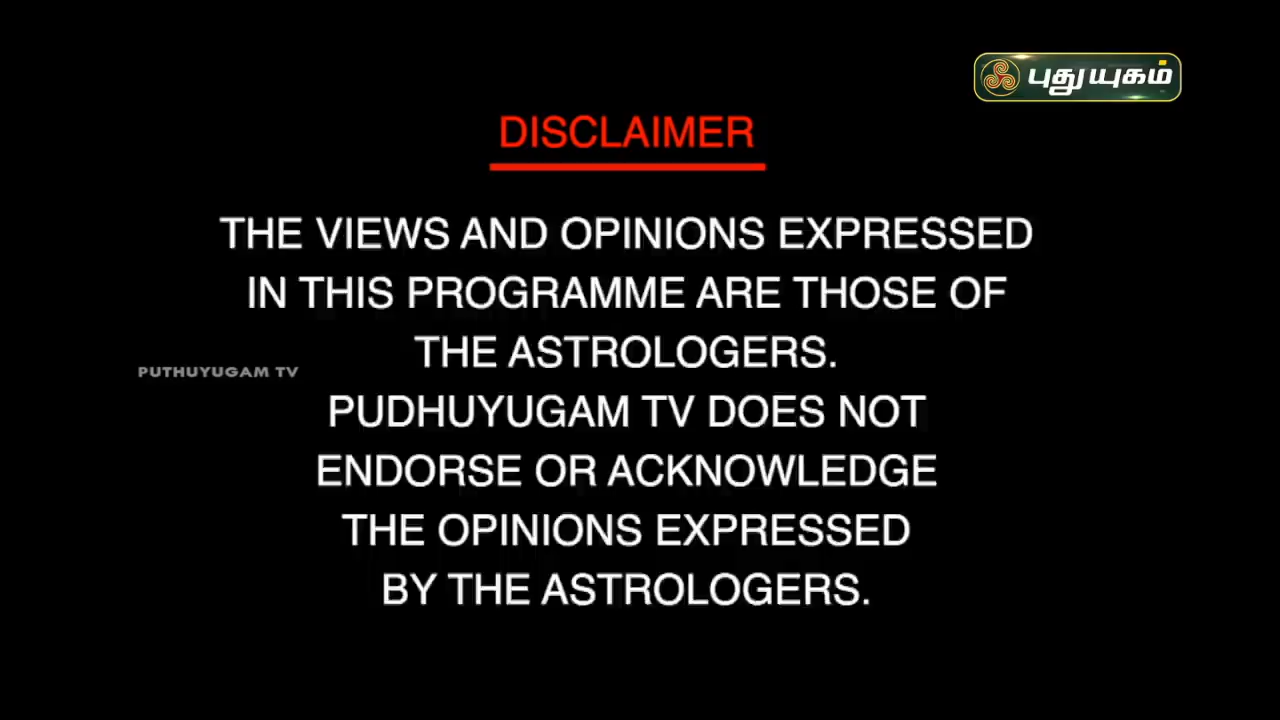 புதுயுகம்
DISCLAIMER
THE VIEWS AND OPINIONS EXPRESSED
IN THIS PROGRAMME ARE THOSE OF
THE ASTROLOGERS.
PUTHUYUGAM TV
PUDHUYUGAM TV DOES NOT
ENDORSE OR ACKNOWLEDGE
THE OPINIONS EXPRESSED
BY THE ASTROLOGERS.